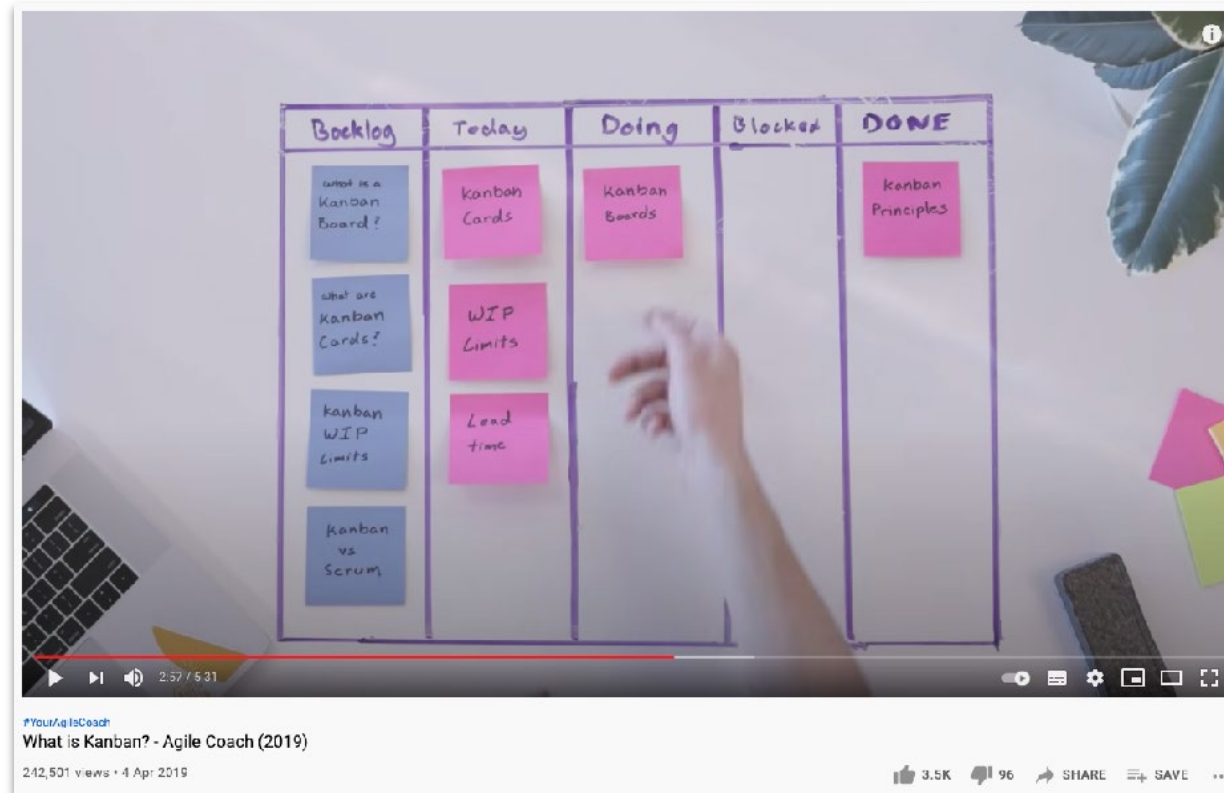 Backlog
Today
Doing
Blocked
DONE
What is a
Kanban
Board?
What are
Kanban
Cards?
Kanban
WIP
Limits
Kanban
vs
Scrum
Kanban
Cards
WIP
Limits
Lead
time
Kanban
Boards
Kanban
Principles
2:57 / 5:31
#YourAgileCoach
What is Kanban? - Agile Coach (2019)
242,501 views • 4 Apr 2019
3.5K
96
SHARE
SAVE